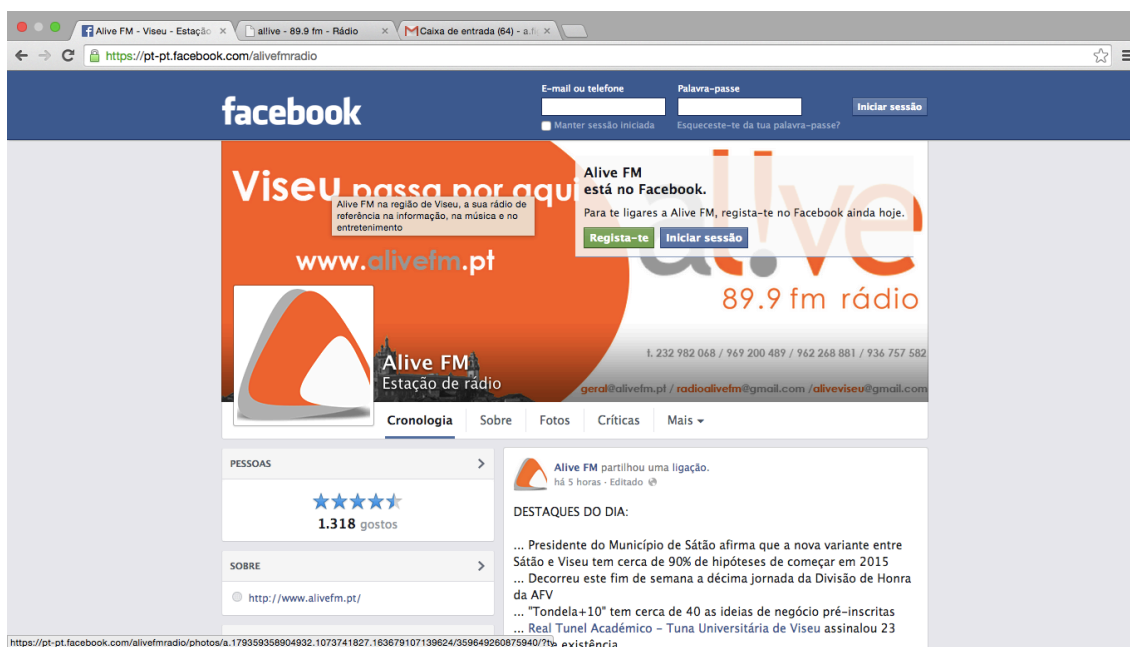 Alive FM - Viseu - Estação
al!ive - 89.9 fm - Rádio
Caixa de entrada (64) - a.f
https://pt-pt.facebook.com/alivefmradio
facebook
E-mail ou telefone
Palavra-passe
Iniciar sessão
Manter sessão iniciada
Esqueceste-te da tua palavra-passe?
Viseu passa por aqui
Alive FM na região de Viseu, a sua rádio de
referência na informação, na música e no
entretenimento
www.alivefm.pt
Alive FM
está no Facebook.
Para te ligares a Alive FM, regista-te no Facebook ainda hoje.
Regista-te
Iniciar sessão
al!ve
89.9 fm rádio
t. 232 982 068 / 969 200 489 / 962 268 881 / 936 757 582
geral@alivefm.pt / radioalivefm@gmail.com /aliveviseu@gmail.com
Alive FM
Estação de rádio
Cronologia
Sobre
Fotos
Críticas
Mais
PESSOAS
1.318 gostos
SOBRE
http://www.alivefm.pt/
Alive FM partilhou uma ligação.
há 5 horas · Editado
DESTAQUES DO DIA:
... Presidente do Município de Sátão afirma que a nova variante entre
Sátão e Viseu tem cerca de 90% de hipóteses de começar em 2015
... Decorreu este fim de semana a décima jornada da Divisão de Honra
da AFV
... "Tondela+10" tem cerca de 40 as ideias de negócio pré-inscritas
... Real Tunel Académico – Tuna Universitária de Viseu assinalou 23
existência
https://pt-pt.facebook.com/alivefmradio/photos/a.179359358904932.1073741827.163679107139624/359649260875940/?ty